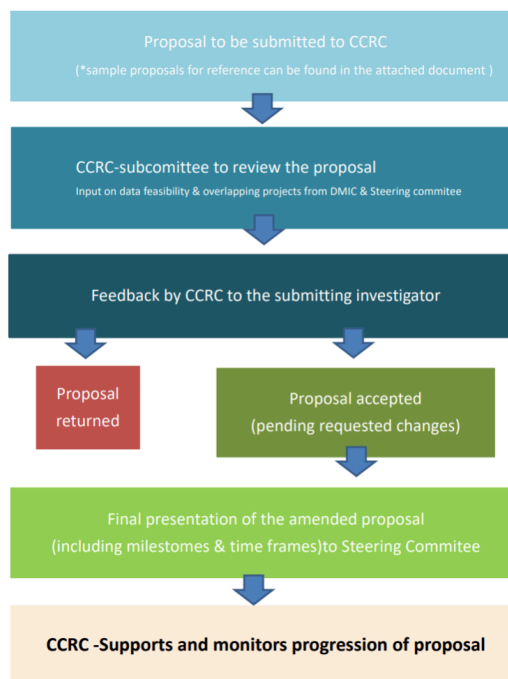 Proposal to be submitted to CCRC
(*sample proposals for reference can be found in the attached document )
CCRC-subcomittee to review the proposal
Input on data feasibility & overlapping projects from DMIC & Steering commitee
Feedback by CCRC to the submitting investigator
Proposal
returned
Proposal accepted
(pending requested changes)
Final presentation of the amended proposal
(including milestomes & time frames)to Steering Commitee
CCRC -Supports and monitors progression of proposal